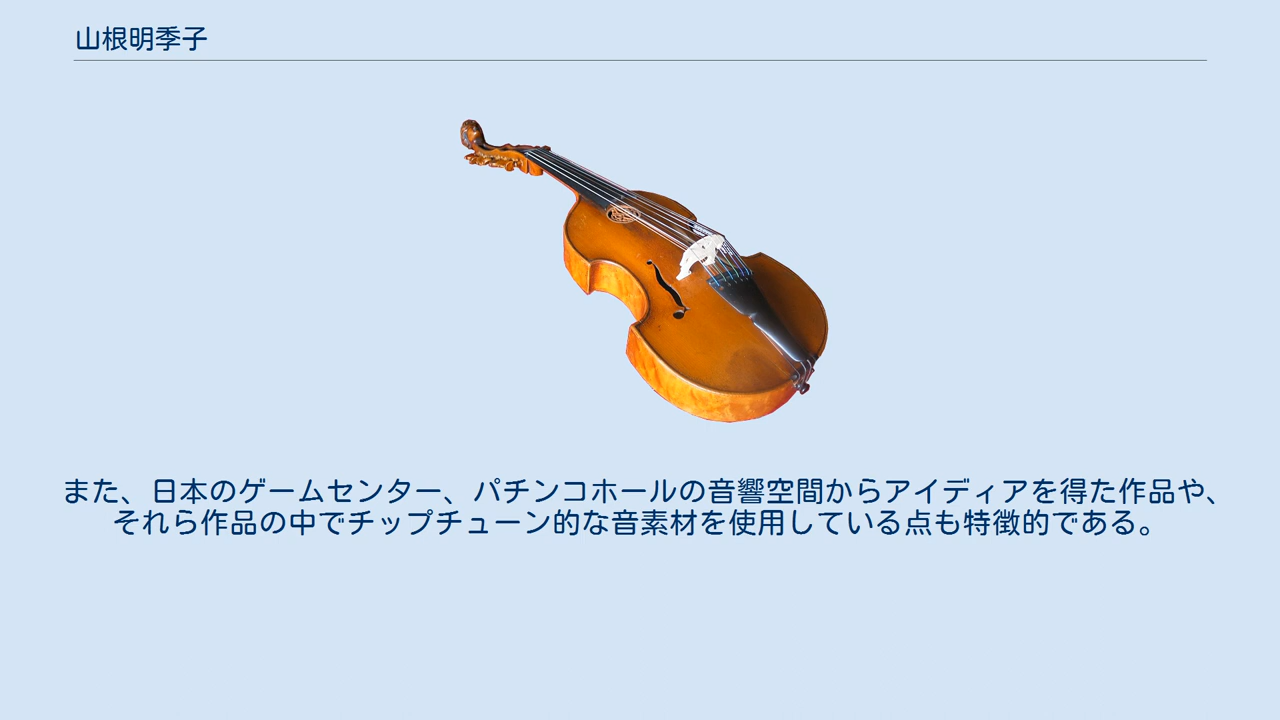 山根明季子
また、日本のゲームセンター、パチンコホールの音響空間からアイディアを得た作品や、
それら作品の中でチップチューン的な音素材を使用している点も特徴的である。